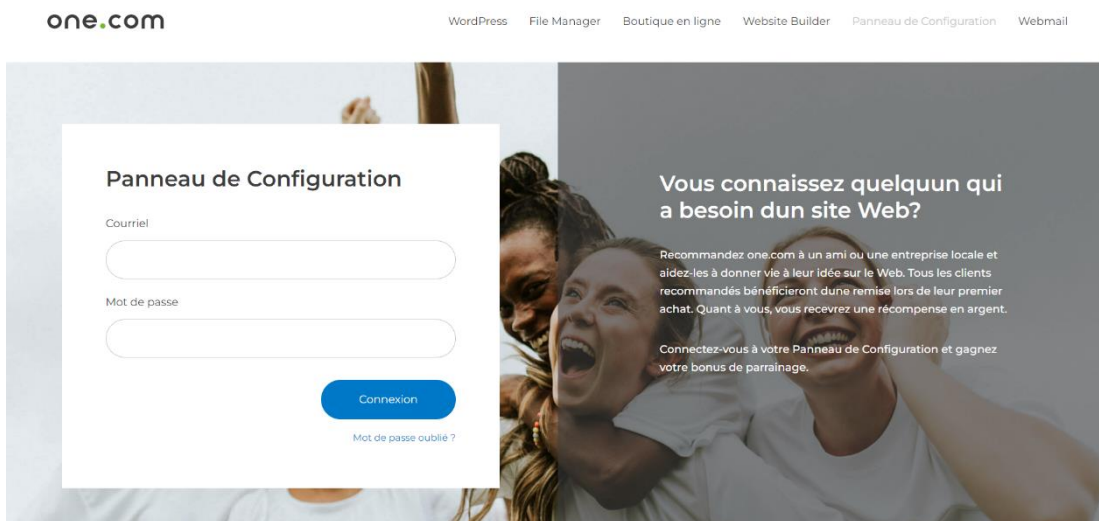 one.com
WordPress File Manager Boutique en ligne Website Builder Panneau de Configuration Webmail
Panneau de Configuration
Courriel
Mot de passe
Connexion
Mot de passe oublié ?
Vous connaissez quelquun qui
a besoin dun site Web?
Recommandez one.com à un ami ou une entreprise locale et
aidez-les à donner vie à leur idée sur le Web. Tous les clients
recommandés bénéficieront dune remise lors de leur premier
achat. Quant à vous, vous recevrez une récompense en argent.
Connectez-vous à votre Panneau de Configuration et gagnez
votre bonus de parrainage.